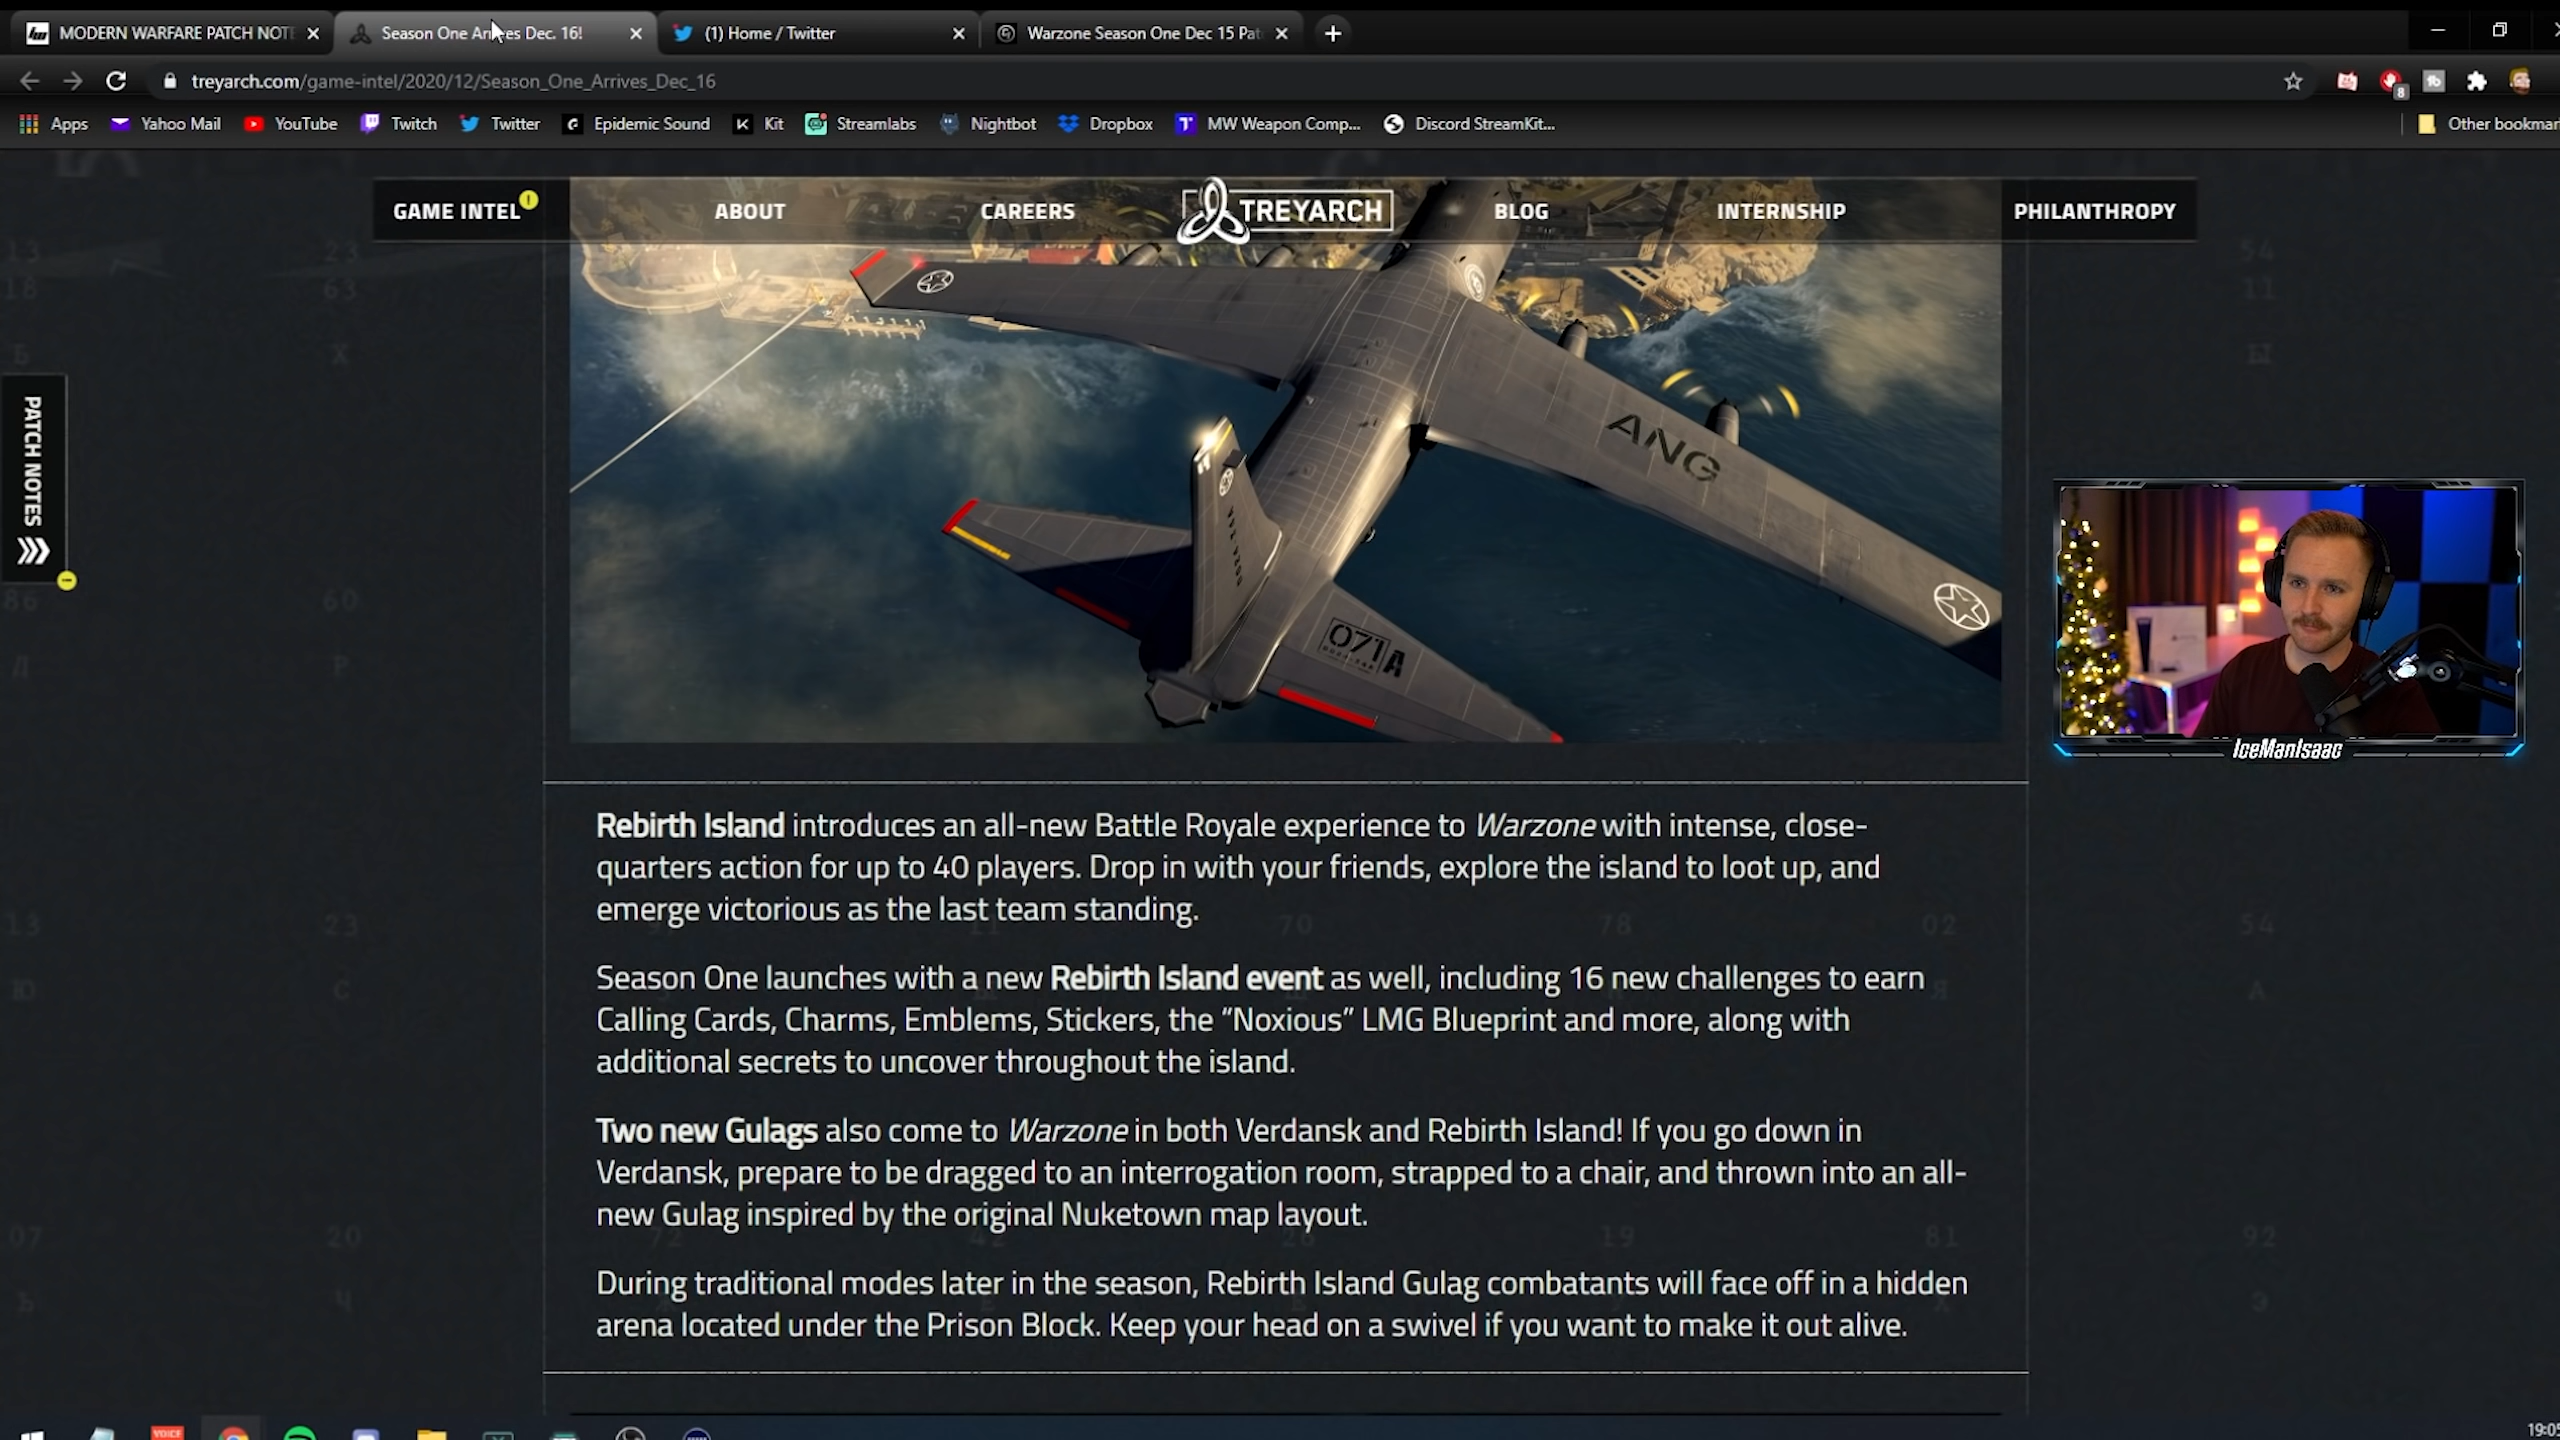 MODERN WARFARE PATCH NOTE
Season One Arrives Dec. 16!
(1) Home / Twitter
Warzone Season One Dec 15 Pat
treyarch.com/game-intel/2020/12/Season_One_Arrives_Dec_16
8
Apps
Yahoo Mail
YouTube
Twitch
Twitter
Epidemic Sound
Kit
Streamlabs
Nightbot
Dropbox
MW Weapon Comp...
Discord StreamKit...
Other bookmar
GAME INTEL
ABOUT
CAREERS
TREYARCH
BLOG
INTERNSHIP
PHILANTHROPY
PATCH NOTES
ANG
071A
IceManIsaac
Rebirth Island introduces an all-new Battle Royale experience to Warzone with intense, close-
quarters action for up to 40 players. Drop in with your friends, explore the island to loot up, and
emerge victorious as the last team standing.
Season One launches with a new Rebirth Island event as well, including 16 new challenges to earn
Calling Cards, Charms, Emblems, Stickers, the “Noxious” LMG Blueprint and more, along with
additional secrets to uncover throughout the island.
Two new Gulags also come to Warzone in both Verdansk and Rebirth Island! If you go down in
Verdansk, prepare to be dragged to an interrogation room, strapped to a chair, and thrown into an all-
new Gulag inspired by the original Nuketown map layout.
During traditional modes later in the season, Rebirth Island Gulag combatants will face off in a hidden
arena located under the Prison Block. Keep your head on a swivel if you want to make it out alive.
VOICE
19:05